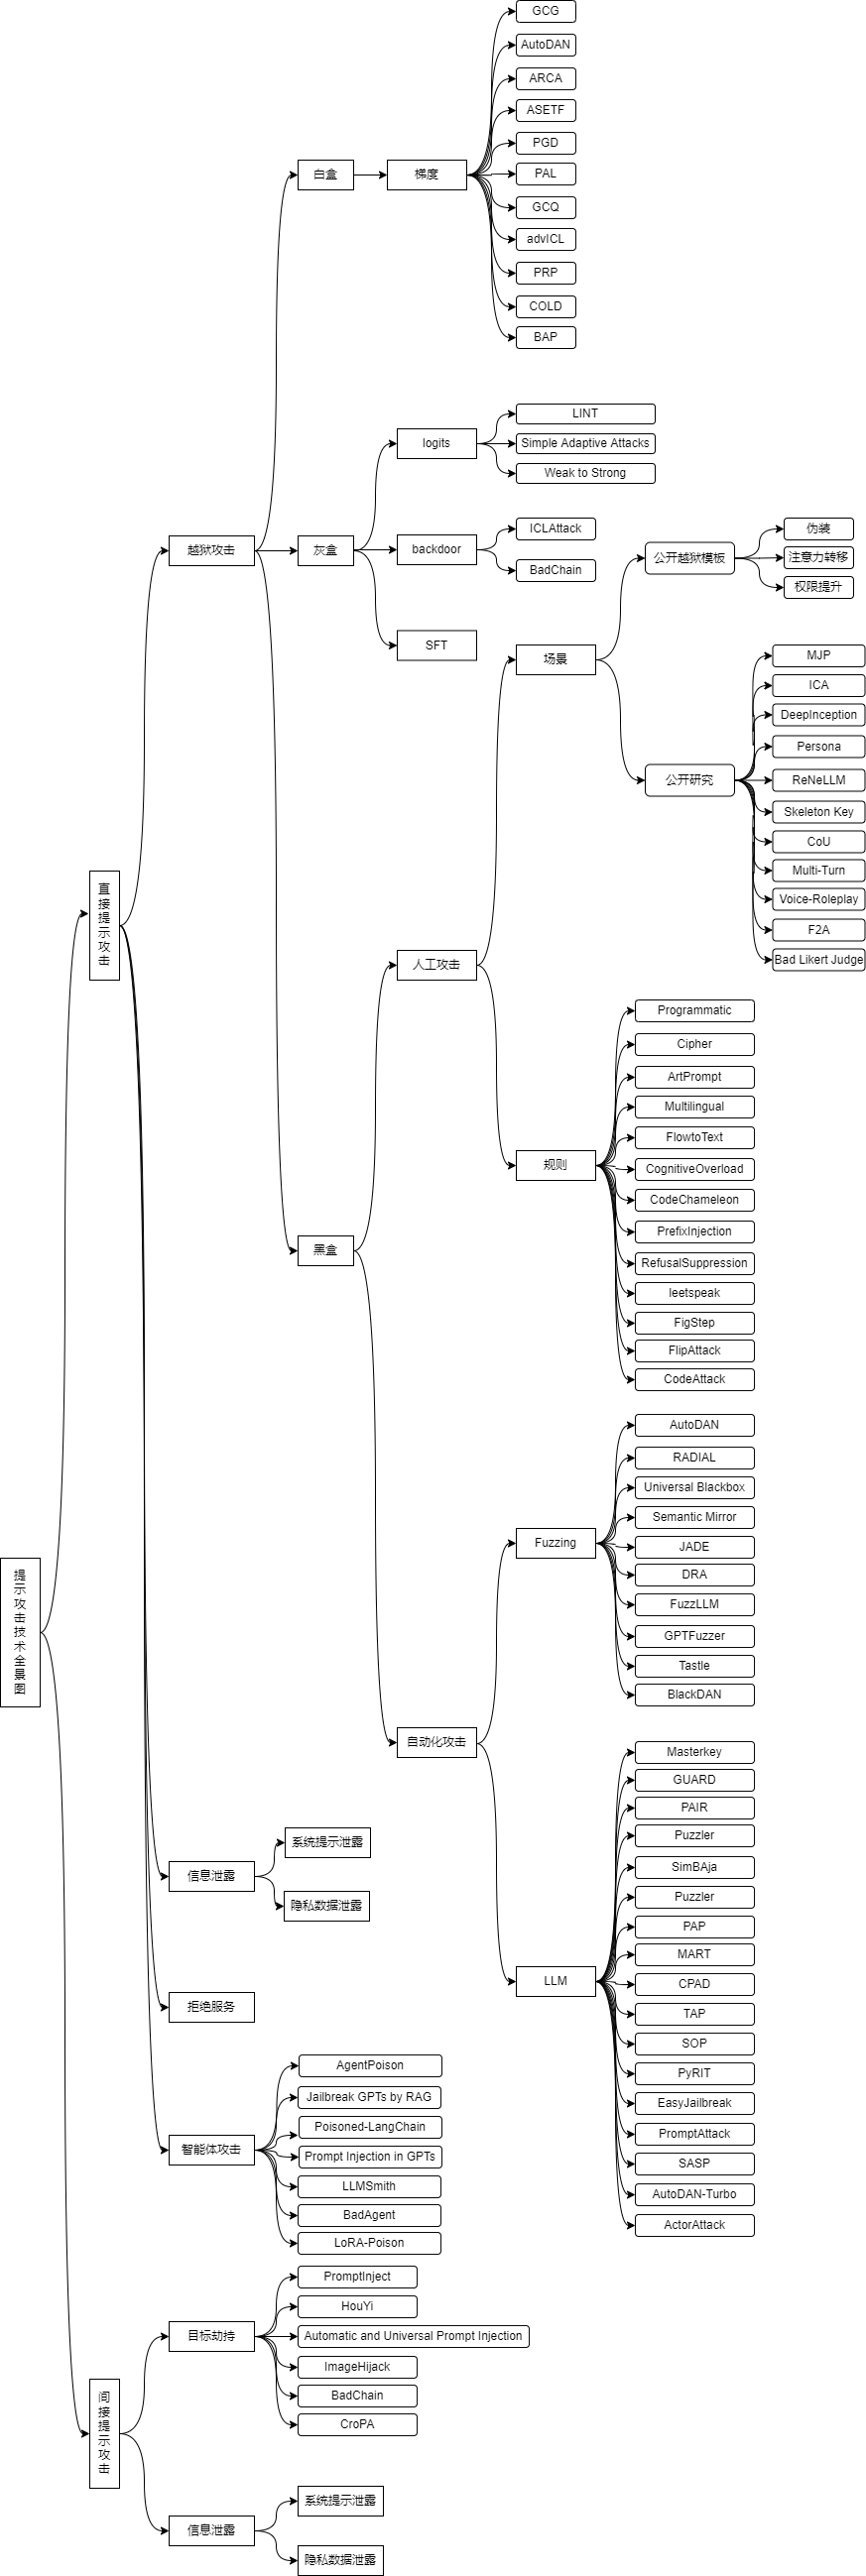 提示攻击技术全景图
直接提示攻击
越狱攻击
白盒
梯度
GCG
AutoDAN
ARCA
ASETF
PGD
PAL
GCQ
advICL
PRP
COLD
BAP
灰盒
logits
LINT
Simple Adaptive Attacks
Weak to Strong
backdoor
ICLAttack
BadChain
SFT
黑盒
人工攻击
场景
公开越狱模板
伪装
注意力转移
权限提升
公开研究
MJP
ICA
DeepInception
Persona
ReNeLLM
Skeleton Key
CoU
Multi-Turn
Voice-Roleplay
F2A
Bad Likert Judge
规则
Programmatic
Cipher
ArtPrompt
Multilingual
FlowtoText
CognitiveOverload
CodeChameleon
PrefixInjection
RefusalSuppression
leetspeak
FigStep
FlipAttack
CodeAttack
自动化攻击
Fuzzing
AutoDAN
RADIAL
Universal Blackbox
Semantic Mirror
JADE
DRA
FuzzLLM
GPTFuzzer
Tastle
BlackDAN
LLM
Masterkey
GUARD
PAIR
Puzzler
SimBAja
Puzzler
PAP
MART
CPAD
TAP
SOP
PyRIT
EasyJailbreak
PromptAttack
SASP
AutoDAN-Turbo
ActorAttack
信息泄露
系统提示泄露
隐私数据泄露
拒绝服务
智能体攻击
AgentPoison
Jailbreak GPTs by RAG
Poisoned-LangChain
Prompt Injection in GPTs
LLMSmith
BadAgent
LoRA-Poison
间接提示攻击
目标劫持
PromptInject
HouYi
Automatic and Universal Prompt Injection
ImageHijack
BadChain
CroPA
信息泄露
系统提示泄露
隐私数据泄露